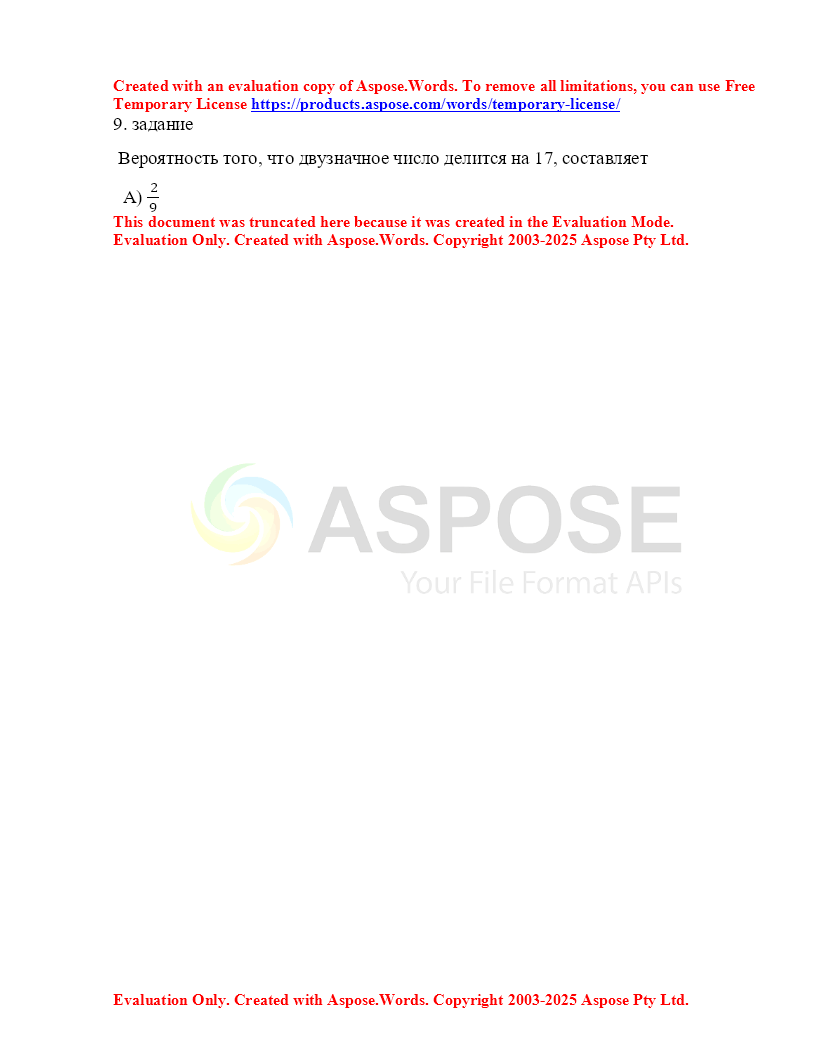 Created with an evaluation copy of Aspose.Words. To remove all limitations, you can use Free
Temporary License https://products.aspose.com/words/temporary-license/
9. задание
Вероятность того, что двузначное число делится на 17, составляет
А) 2/9
This document was truncated here because it was created in the Evaluation Mode.
Evaluation Only. Created with Aspose.Words. Copyright 2003-2025 Aspose Pty Ltd.
ASPOSE
Your File Format APIs
Evaluation Only. Created with Aspose.Words. Copyright 2003-2025 Aspose Pty Ltd.